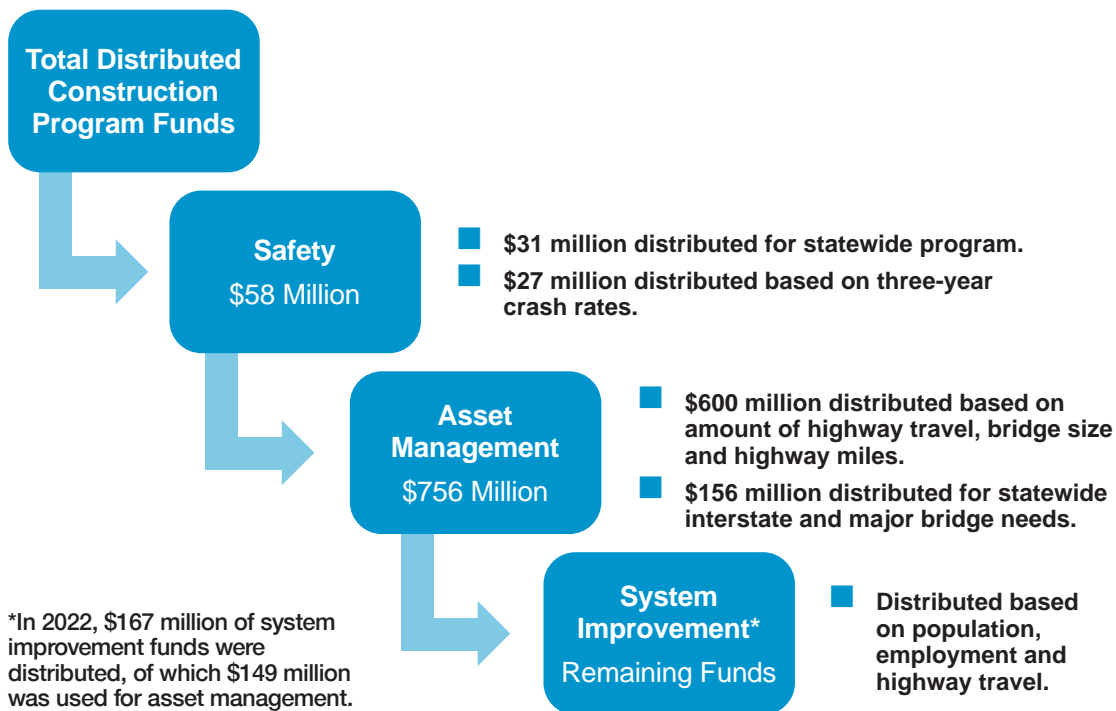 Total Distributed
Construction
Program Funds
Safety
$58 Million
$31 million distributed for statewide program.
$27 million distributed based on three-year
crash rates.
Asset
Management
$756 Million
$600 million distributed based on
amount of highway travel, bridge size
and highway miles.
$156 million distributed for statewide
interstate and major bridge needs.
System
Improvement*
Remaining Funds
Distributed based
on population,
employment and
highway travel.
*In 2022, $167 million of system
improvement funds were
distributed, of which $149 million
was used for asset management.